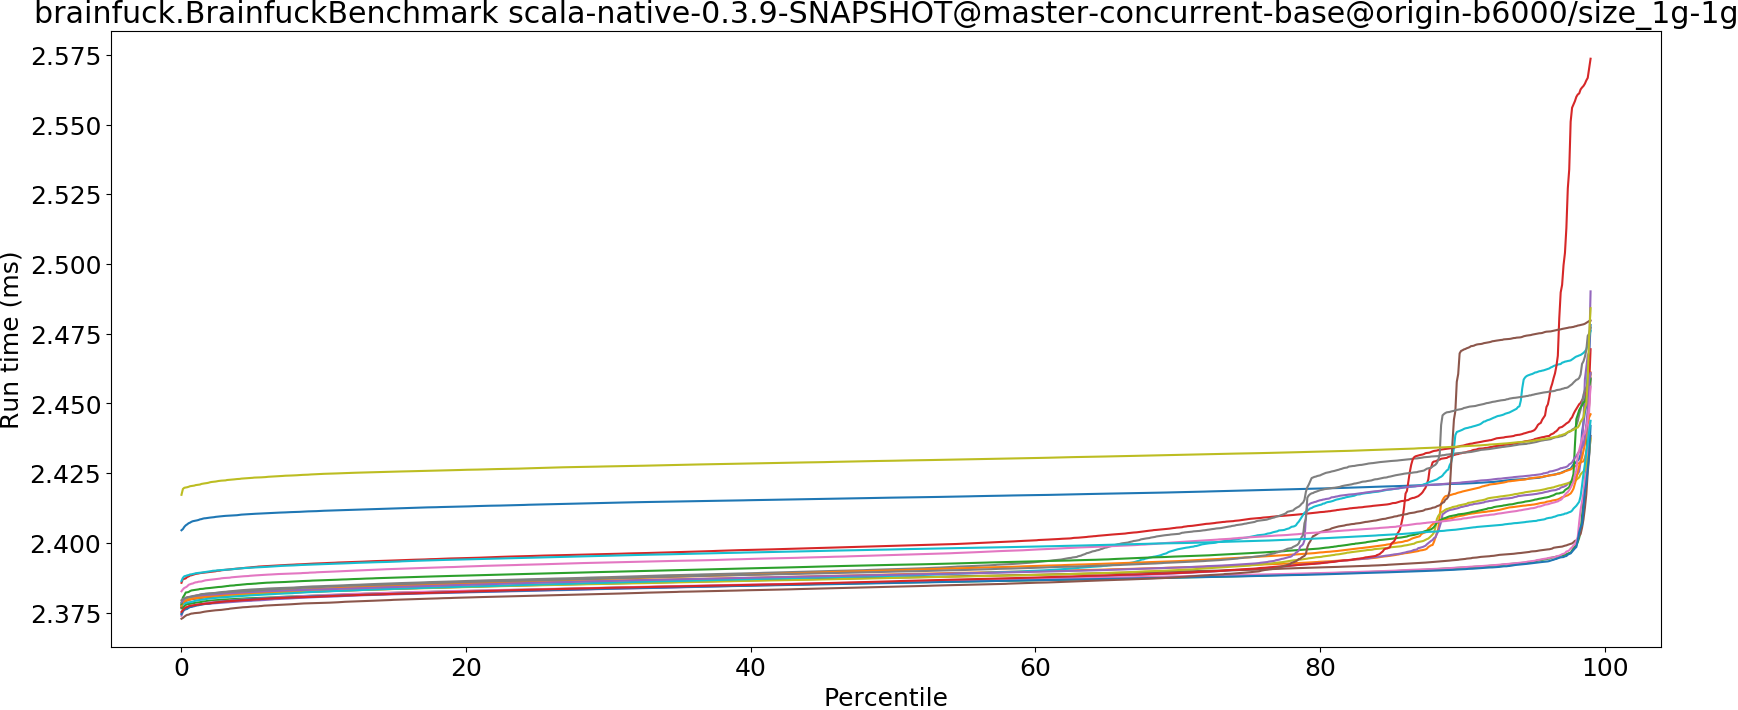 brainfuck.BrainfuckBenchmark scala-native-0.3.9-SNAPSHOT@master-concurrent-base@origin-b6000/size_1g-1g
2.575
2.550
2.525
2.500
2.475
2.450
2.425
2.400
2.375
Run time (ms)
0 20 40 60 80 100
Percentile